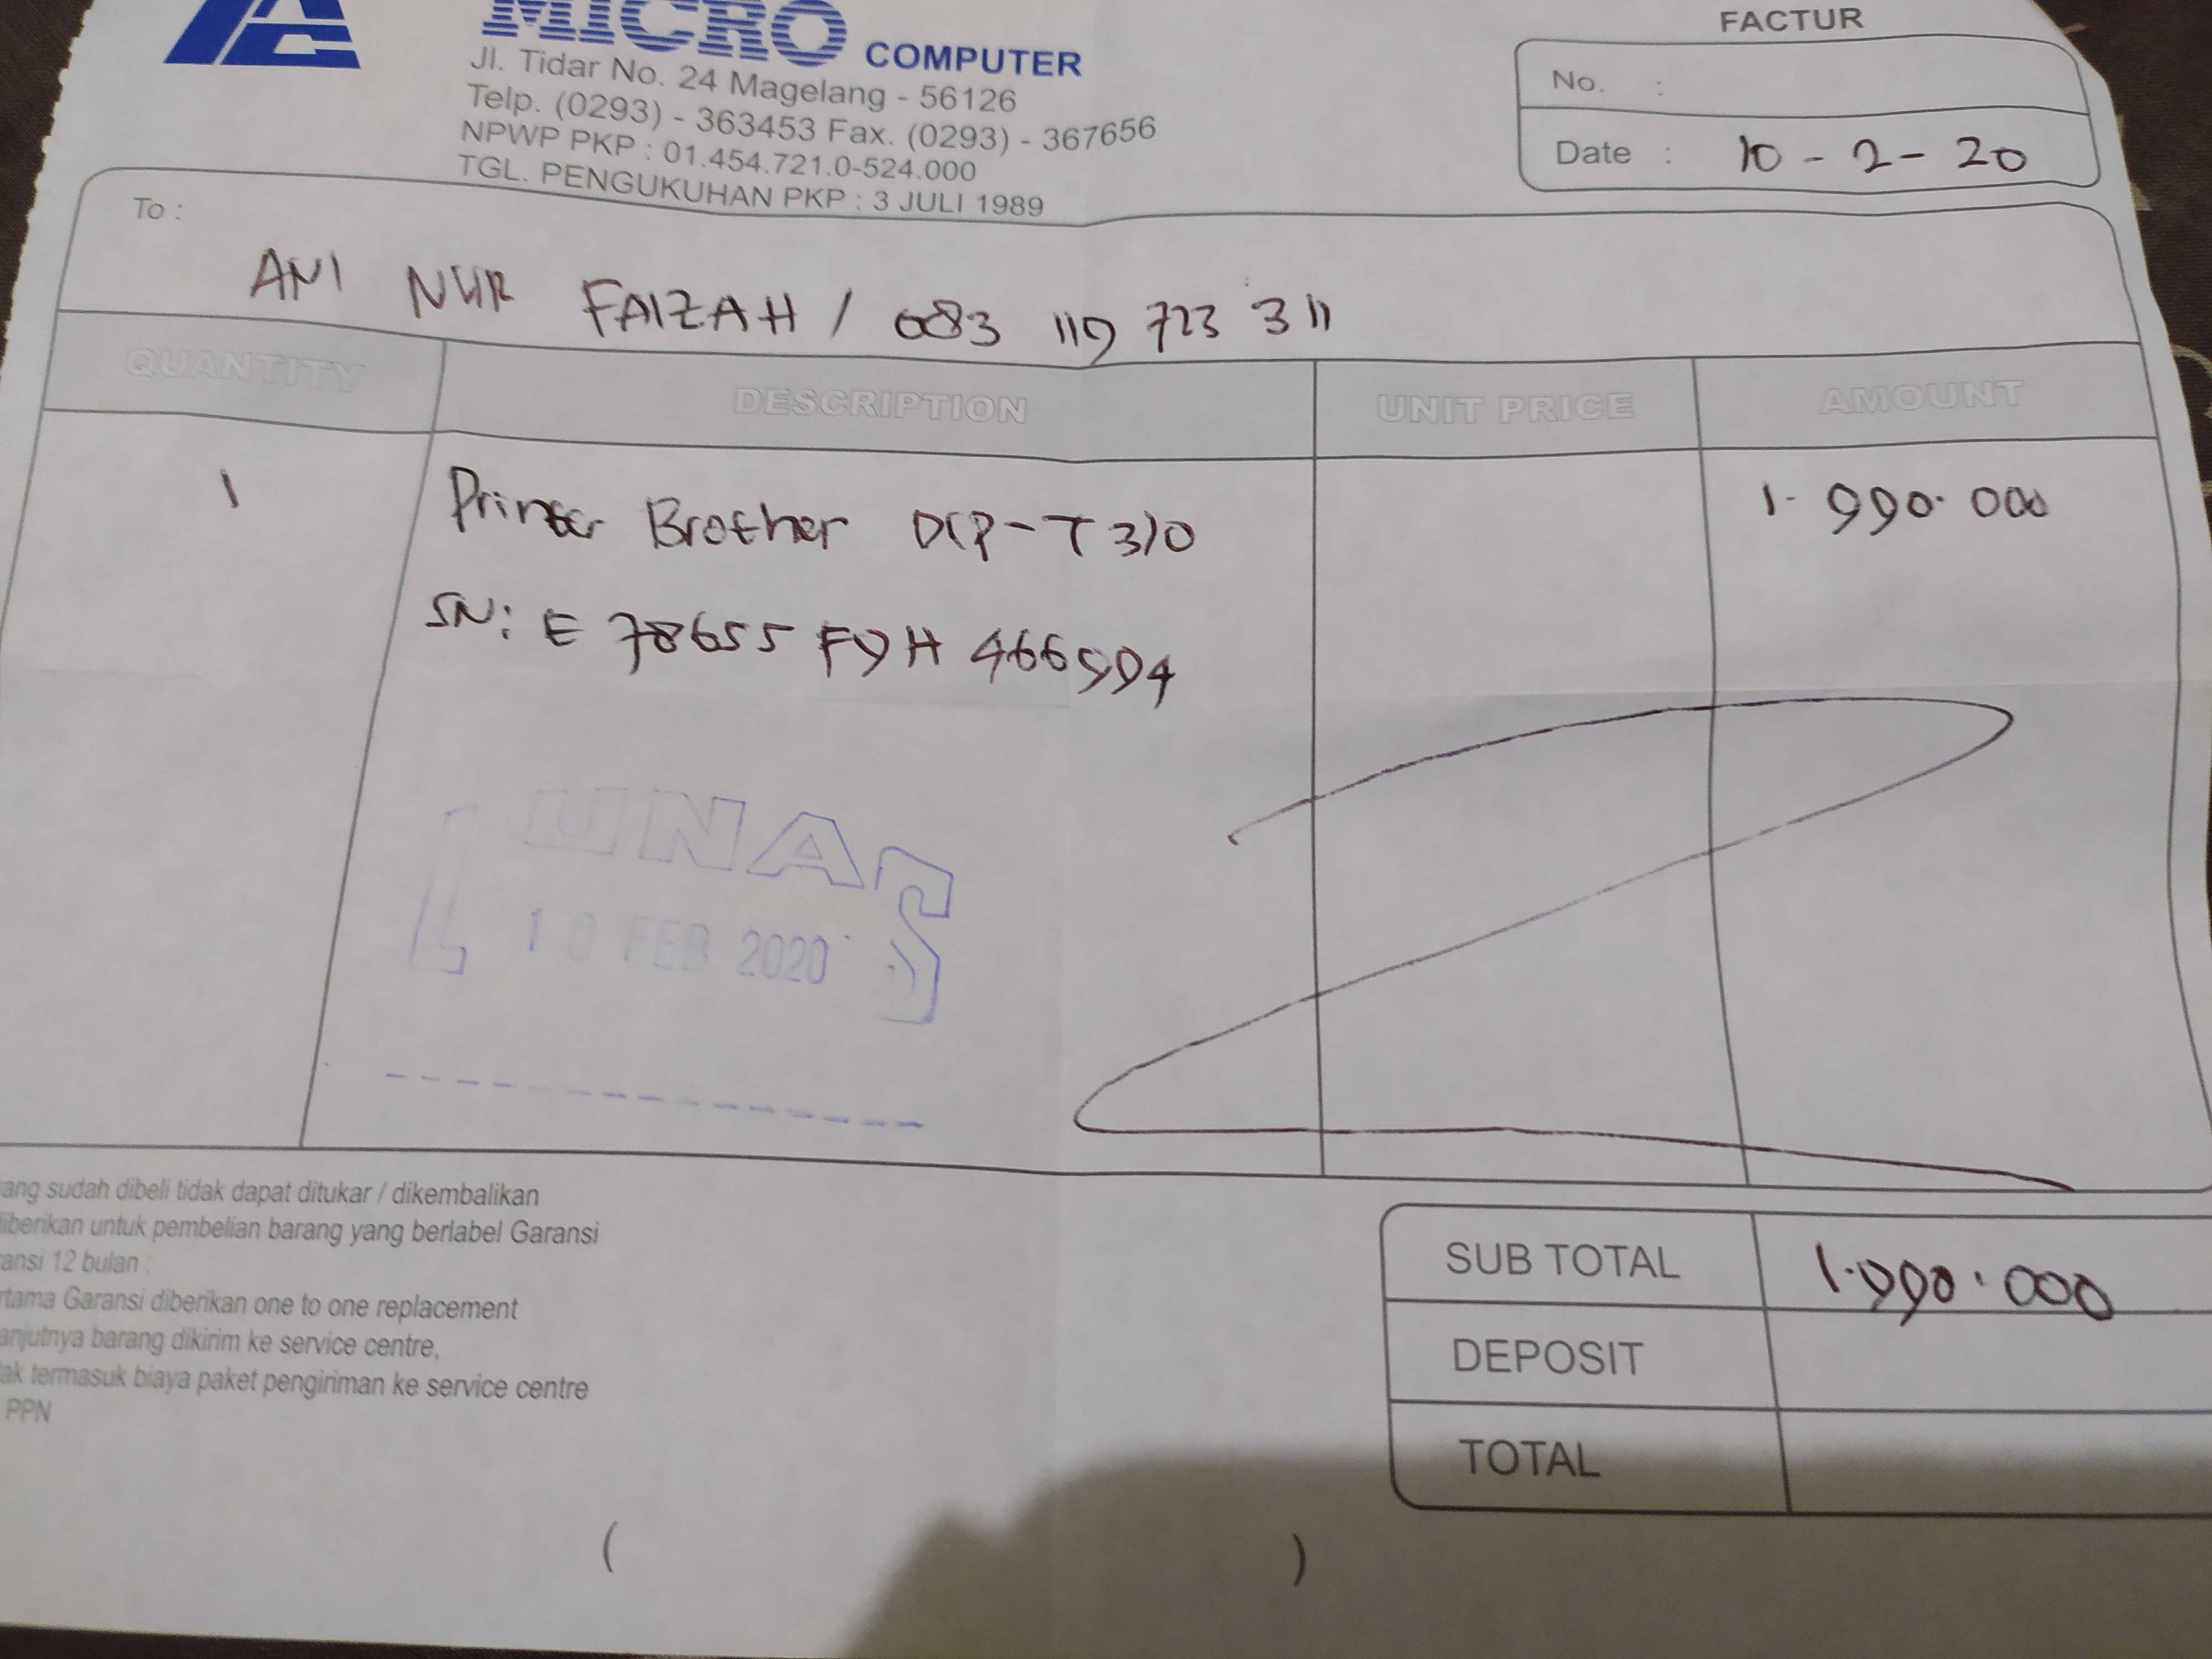 MICRO COMPUTER
Jl. Tidar No. 24 Magelang - 56126
Telp. (0293) - 363453 Fax. (0293) - 367656
NPWP PKP : 01.454.721.0-524.000
TGL. PENGUKUHAN PKP : 3 JULI 1989
FACTUR
No. :
Date : 10 - 2 - 20
To :
ANI NUR FAIZAH / 083 119 723 311
QUANTITY DESCRIPTION UNIT PRICE AMOUNT
1 Printer Brother DCP-T310 1.990.000
SN: E 78655 F9H 466994
LUNAS
10 FEB 2020
ang sudah dibeli tidak dapat ditukar / dikembalikan
diberikan untuk pembelian barang yang berlabel Garansi
ansi 12 bulan :
rtama Garansi diberikan one to one replacement
anjutnya barang dikirim ke service centre,
ak termasuk biaya paket pengiriman ke service centre
PPN
SUB TOTAL 1.990.000
DEPOSIT
TOTAL
( )